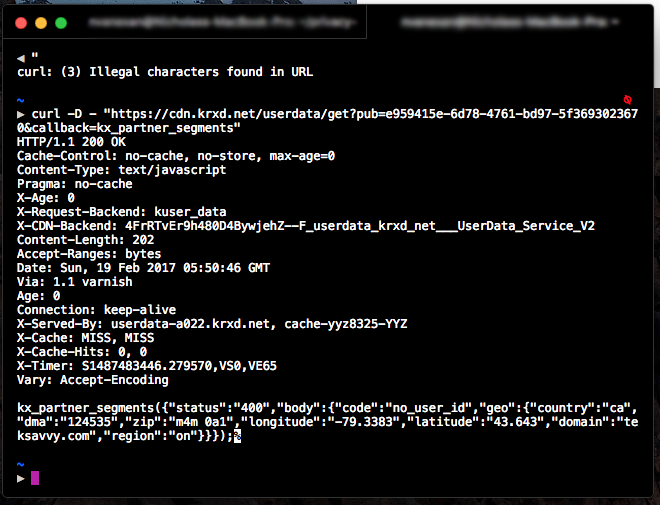 ◀ "
curl: (3) Illegal characters found in URL
~
▶ curl -D - "https://cdn.krxd.net/userdata/get?pub=e959415e-6d78-4761-bd97-5f369302367
0&callback=kx_partner_segments"
HTTP/1.1 200 OK
Cache-Control: no-cache, no-store, max-age=0
Content-Type: text/javascript
Pragma: no-cache
X-Age: 0
X-Request-Backend: kuser_data
X-CDN-Backend: 4FrRTvEr9h480D4BywjehZ--F_userdata_krxd_net___UserData_Service_V2
Content-Length: 202
Accept-Ranges: bytes
Date: Sun, 19 Feb 2017 05:50:46 GMT
Via: 1.1 varnish
Age: 0
Connection: keep-alive
X-Served-By: userdata-a022.krxd.net, cache-yyz8325-YYZ
X-Cache: MISS, MISS
X-Cache-Hits: 0, 0
X-Timer: S1487483446.279570,VS0,VE65
Vary: Accept-Encoding
kx_partner_segments({"status":"400","body":{"code":"no_user_id","geo":{"country":"ca",
"dma":"124535","zip":"m4m 0a1","longitude":"-79.3383","latitude":"43.643","domain":"te
ksavvy.com","region":"on"}}});%
~
▶